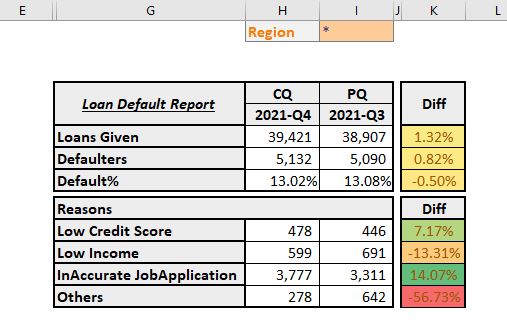 E G H I J K L
Region *
Loan Default Report CQ PQ Diff
2021-Q4 2021-Q3
Loans Given 39,421 38,907 1.32%
Defaulters 5,132 5,090 0.82%
Default% 13.02% 13.08% -0.50%
Reasons Diff
Low Credit Score 478 446 7.17%
Low Income 599 691 -13.31%
InAccurate JobApplication 3,777 3,311 14.07%
Others 278 642 -56.73%